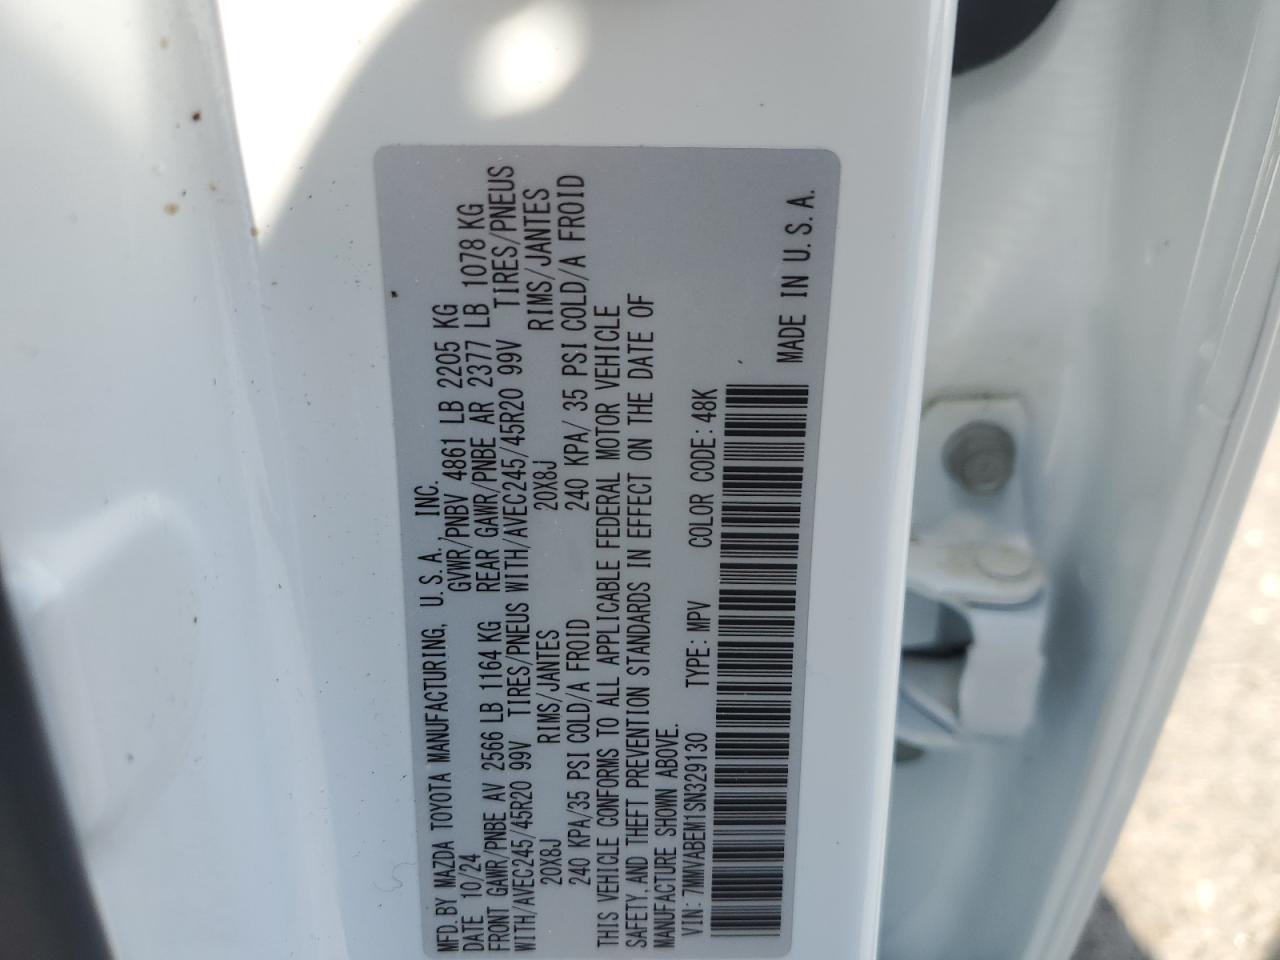 MFD. BY MAZDA TOYOTA MANUFACTURING, U.S.A., INC.
DATE 10/24 GVWR/PNBV 4861 LB 2205 KG
FRONT GAWR/PNBE AV 2566 LB 1164 KG REAR GAWR/PNBE AR 2377 LB 1078 KG
WITH/AVEC245/45R20 99V TIRES/PNEUS WITH/AVEC245/45R20 99V TIRES/PNEUS
20X8J RIMS/JANTES 20X8J RIMS/JANTES
240 KPA/35 PSI COLD/A FROID 240 KPA/ 35 PSI COLD/A FROID
THIS VEHICLE CONFORMS TO ALL APPLICABLE FEDERAL MOTOR VEHICLE
SAFETY, AND THEFT PREVENTION STANDARDS IN EFFECT ON THE DATE OF
MANUFACTURE SHOWN ABOVE.
VIN: 7MMVABEM1SN329130 TYPE: MPV COLOR CODE: 48K
MADE IN U.S.A.